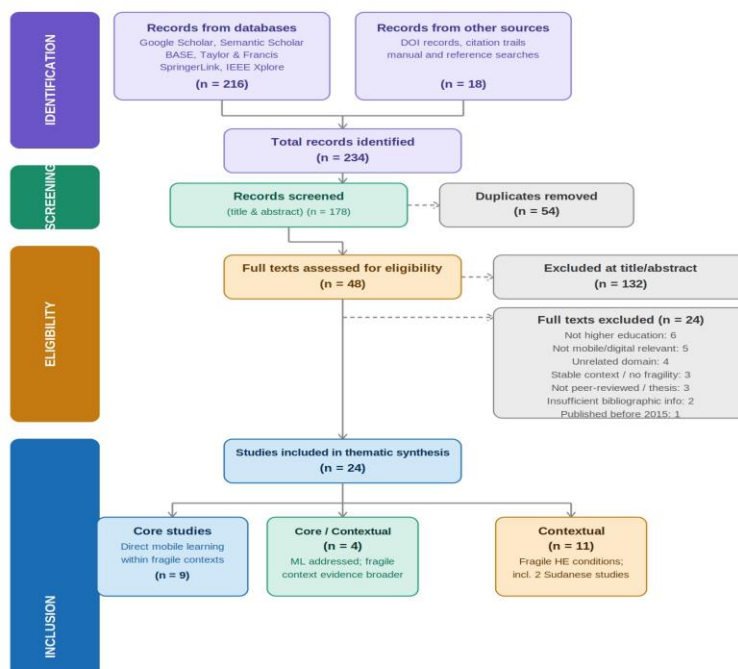 IDENTIFICATION
Records from databases
Google Scholar, Semantic Scholar
BASE, Taylor & Francis
SpringerLink, IEEE Xplore
(n = 216)
Records from other sources
DOI records, citation trails
manual and reference searches
(n = 18)
Total records identified
(n = 234)
SCREENING
Records screened
(title & abstract) (n = 178)
Duplicates removed
(n = 54)
ELIGIBILITY
Full texts assessed for eligibility
(n = 48)
Excluded at title/abstract
(n = 132)
Full texts excluded (n = 24)
Not higher education: 6
Not mobile/digital relevant: 5
Unrelated domain: 4
Stable context / no fragility: 3
Not peer-reviewed / thesis: 3
Insufficient bibliographic info: 2
Published before 2015: 1
INCLUSION
Studies included in thematic synthesis
(n = 24)
Core studies
Direct mobile learning
within fragile contexts
(n = 9)
Core / Contextual
(n = 4)
ML addressed; fragile
context evidence broader
Contextual
(n = 11)
Fragile HE conditions;
incl. 2 Sudanese studies